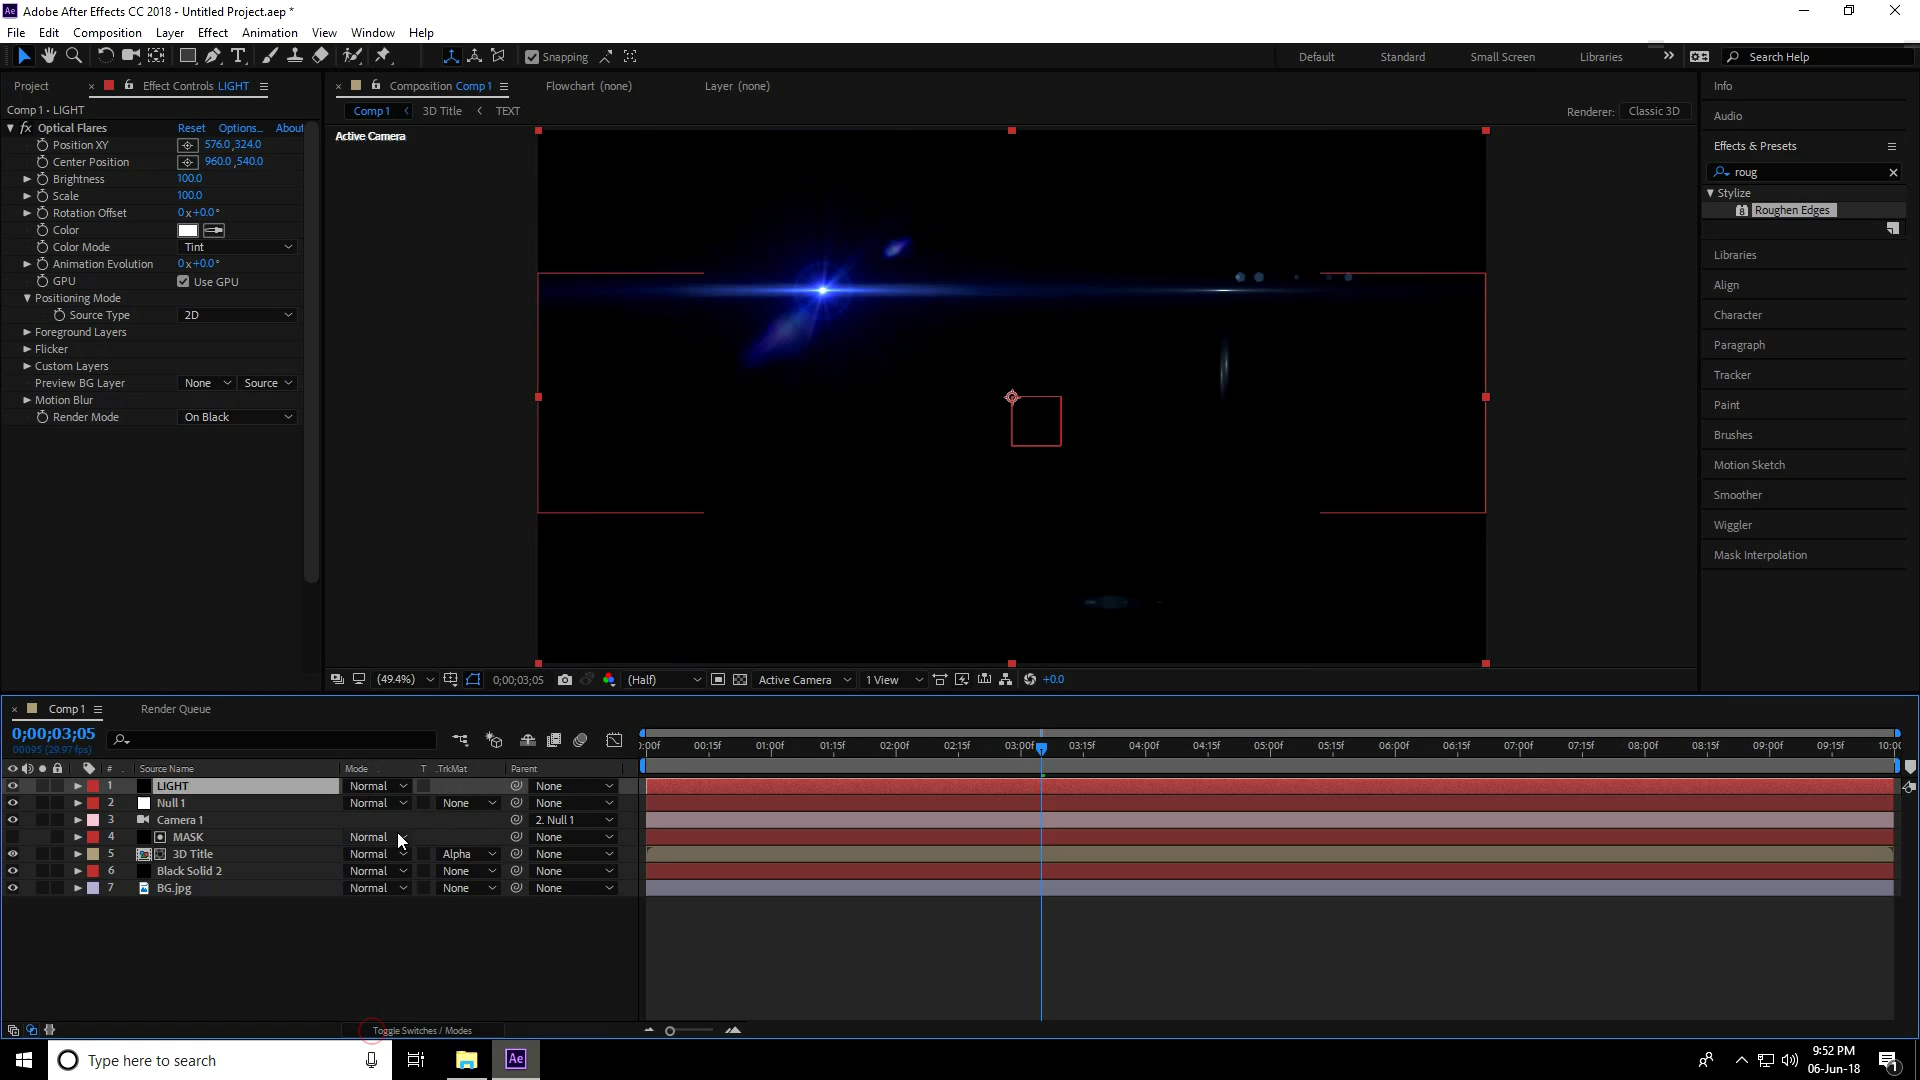 Adobe After Effects CC 2018 - Untitled Project.aep *
File Edit Composition Layer Effect Animation View Window Help
Snapping Default Standard Small Screen Libraries Search Help
Project Effect Controls LIGHT
Comp 1 • LIGHT
Optical Flares Reset Options... About
Position XY 576.0,324.0
Center Position 960.0,540.0
Brightness 100.0
Scale 100.0
Rotation Offset 0x+0.0°
Color
Color Mode Tint
Animation Evolution 0x+0.0°
GPU Use GPU
Positioning Mode
Source Type 2D
Foreground Layers
Flicker
Custom Layers
Preview BG Layer None Source
Motion Blur
Render Mode On Black
Composition Comp 1 Flowchart (none) Layer (none)
Comp 1 3D Title TEXT Renderer: Classic 3D
Active Camera
(49.4%) 0;00;03;05 (Half) Active Camera 1 View +0.0
Info
Audio
Effects & Presets
roug
Stylize
Roughen Edges
Libraries
Align
Character
Paragraph
Tracker
Paint
Brushes
Motion Sketch
Smoother
Wiggler
Mask Interpolation
Comp 1 Render Queue
0;00;03;05
00095 (29.97 fps)
:00f 00:15f 01:00f 01:15f 02:00f 02:15f 03:00f 03:15f 04:00f 04:15f 05:00f 05:15f 06:00f 06:15f 07:00f 07:15f 08:00f 08:15f 09:00f 09:15f 10:00
# Source Name Mode T .TrkMat Parent
1 LIGHT Normal None
2 Null 1 Normal None None
3 Camera 1 2. Null 1
4 MASK Normal None
5 3D Title Normal Alpha None
6 Black Solid 2 Normal None None
7 BG.jpg Normal None None
Toggle Switches / Modes
Type here to search
9:52 PM
06-Jun-18
1